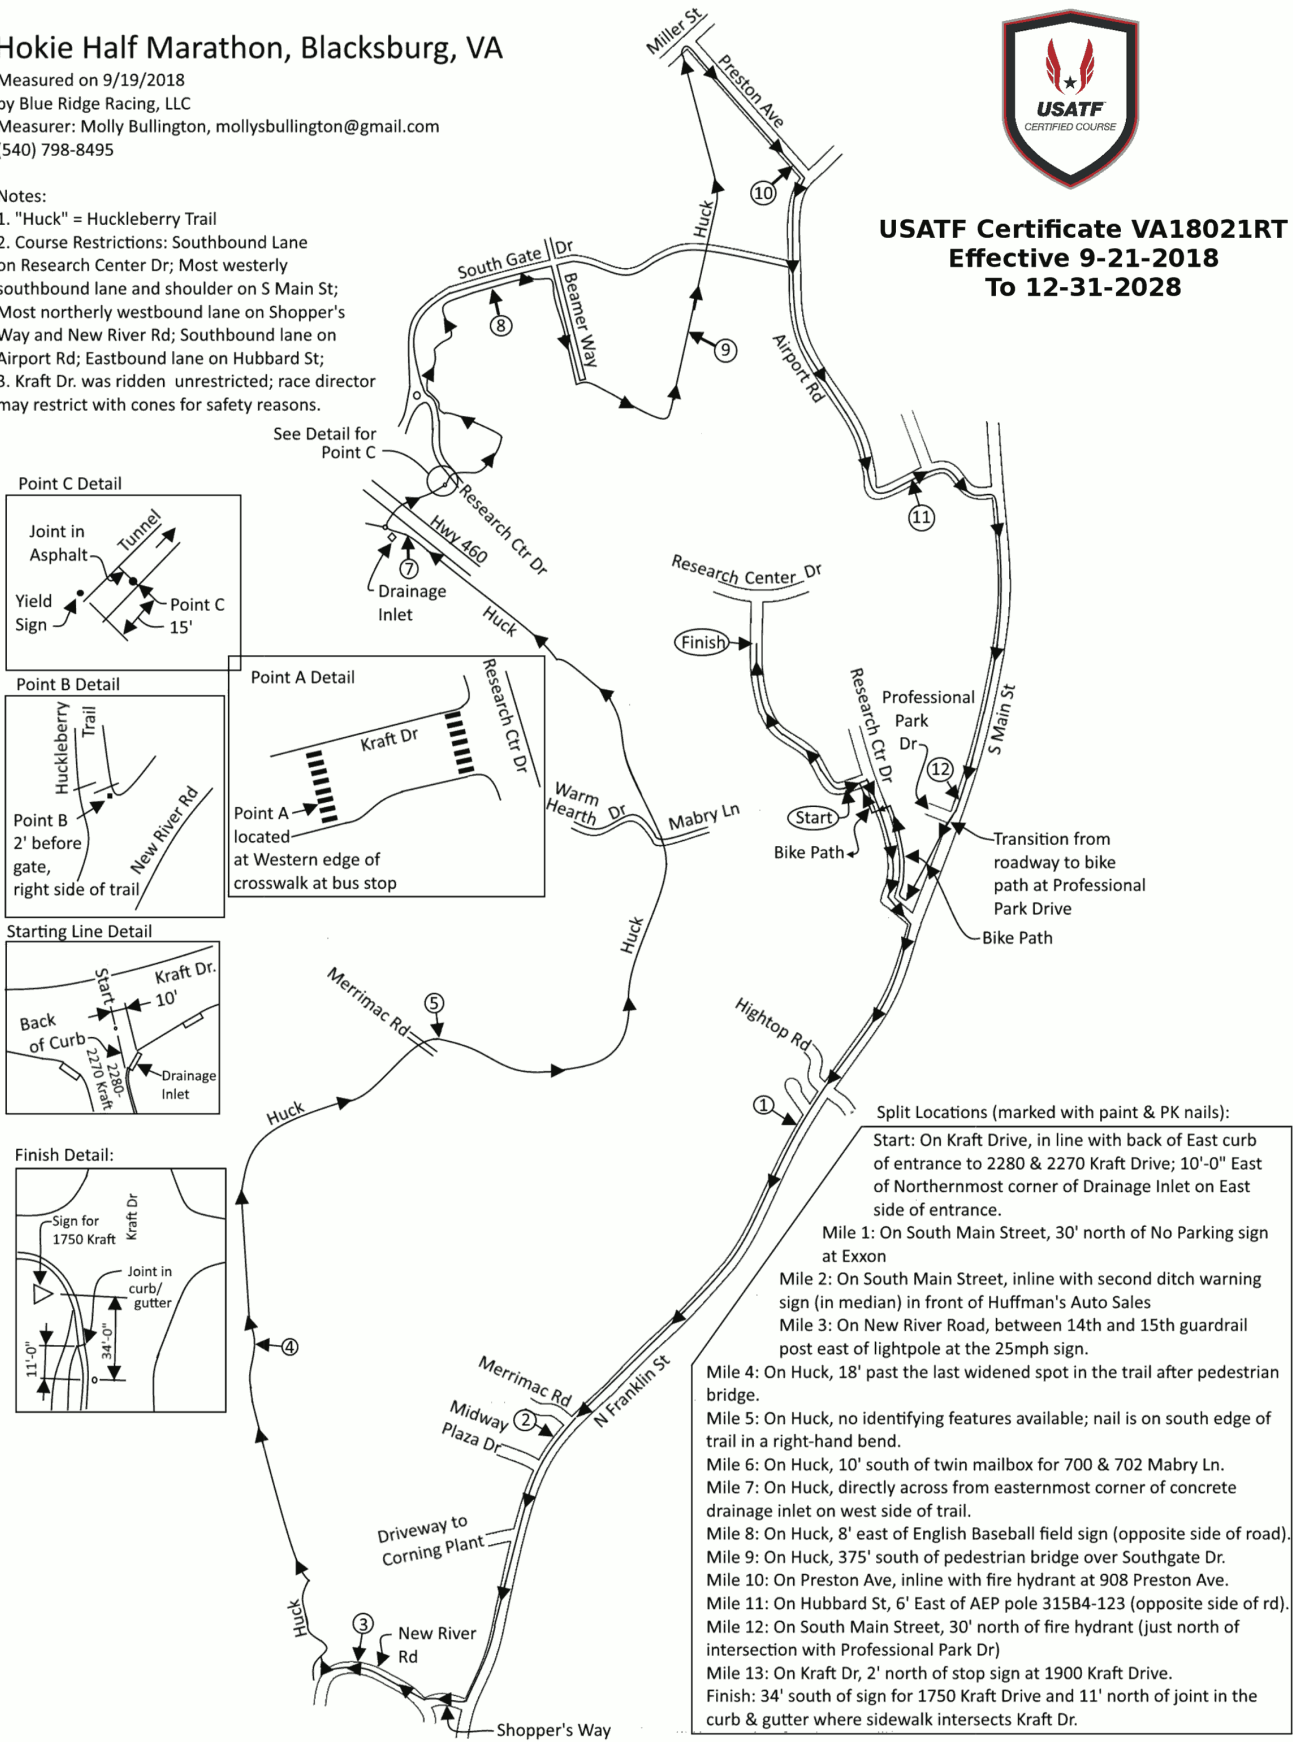 Hokie Half Marathon, Blacksburg, VA
Measured on 9/19/2018
by Blue Ridge Racing, LLC
Measurer: Molly Bullington, mollysbullington@gmail.com
(540) 798-8495
Notes:
1. "Huck" = Huckleberry Trail
2. Course Restrictions: Southbound Lane
on Research Center Dr; Most westerly
southbound lane and shoulder on S Main St;
Most northerly westbound lane on Shopper's
Way and New River Rd; Southbound lane on
Airport Rd; Eastbound lane on Hubbard St;
3. Kraft Dr. was ridden unrestricted; race director
may restrict with cones for safety reasons.
USATF
CERTIFIED COURSE
USATF Certificate VA18021RT
Effective 9-21-2018
To 12-31-2028
Miller St
Preston Ave
10
Huck
South Gate Dr
Beamer Way
8
9
Airport Rd
See Detail for
Point C
Research Ctr Dr
Hwy 460
7
Drainage
Inlet
Huck
11
Research Center Dr
Finish
Research Ctr Dr
Professional
Park
Dr
12
S Main St
Start
Bike Path
Transition from
roadway to bike
path at Professional
Park Drive
Bike Path
Point C Detail
Joint in
Asphalt
Tunnel
Yield
Sign
Point C
15'
Point B Detail
Huckleberry
Trail
Point B
2' before
gate,
right side of trail
New River Rd
Point A Detail
Kraft Dr
Research Ctr Dr
Point A
located
at Western edge of
crosswalk at bus stop
Warm
Hearth Dr
Mabry Ln
Huck
Starting Line Detail
Start
Kraft Dr.
10'
Back
of Curb
2280-
2270 Kraft
Drainage
Inlet
Merrimac Rd
5
Huck
Hightop Rd
1
Finish Detail:
Sign for
1750 Kraft
Kraft Dr
Joint in
curb/
gutter
11'-0"
34'-0"
4
Merrimac Rd
Midway
Plaza Dr
2
N Franklin St
Driveway to
Corning Plant
Huck
3
New River
Rd
Shopper's Way
Split Locations (marked with paint & PK nails):
Start: On Kraft Drive, in line with back of East curb
of entrance to 2280 & 2270 Kraft Drive; 10'-0" East
of Northernmost corner of Drainage Inlet on East
side of entrance.
Mile 1: On South Main Street, 30' north of No Parking sign
at Exxon
Mile 2: On South Main Street, inline with second ditch warning
sign (in median) in front of Huffman's Auto Sales
Mile 3: On New River Road, between 14th and 15th guardrail
post east of lightpole at the 25mph sign.
Mile 4: On Huck, 18' past the last widened spot in the trail after pedestrian
bridge.
Mile 5: On Huck, no identifying features available; nail is on south edge of
trail in a right-hand bend.
Mile 6: On Huck, 10' south of twin mailbox for 700 & 702 Mabry Ln.
Mile 7: On Huck, directly across from easternmost corner of concrete
drainage inlet on west side of trail.
Mile 8: On Huck, 8' east of English Baseball field sign (opposite side of road).
Mile 9: On Huck, 375' south of pedestrian bridge over Southgate Dr.
Mile 10: On Preston Ave, inline with fire hydrant at 908 Preston Ave.
Mile 11: On Hubbard St, 6' East of AEP pole 315B4-123 (opposite side of rd).
Mile 12: On South Main Street, 30' north of fire hydrant (just north of
intersection with Professional Park Dr)
Mile 13: On Kraft Dr, 2' north of stop sign at 1900 Kraft Drive.
Finish: 34' south of sign for 1750 Kraft Drive and 11' north of joint in the
curb & gutter where sidewalk intersects Kraft Dr.